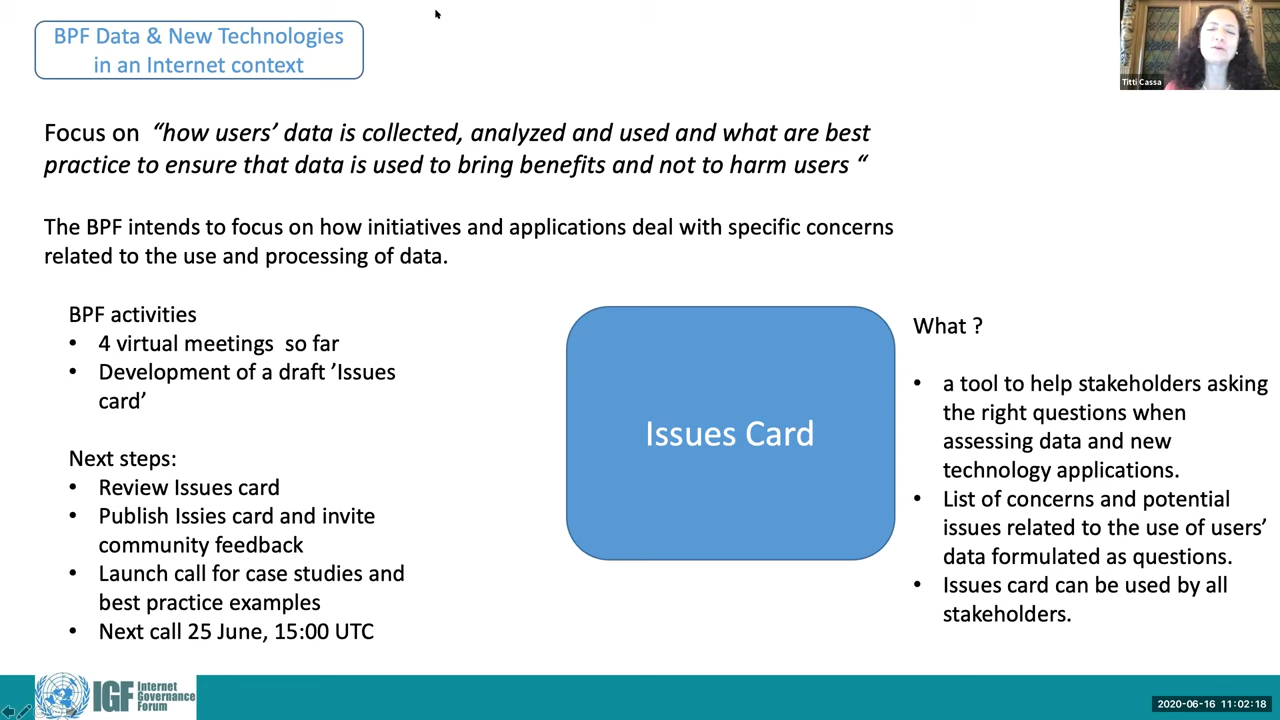 BPF Data & New Technologies
in an Internet context
Titti Cassa
Focus on “how users’ data is collected, analyzed and used and what are best
practice to ensure that data is used to bring benefits and not to harm users “
The BPF intends to focus on how initiatives and applications deal with specific concerns
related to the use and processing of data.
BPF activities
• 4 virtual meetings so far
• Development of a draft ’Issues
card’
Next steps:
• Review Issues card
• Publish Issies card and invite
community feedback
• Launch call for case studies and
best practice examples
• Next call 25 June, 15:00 UTC
Issues Card
What ?
• a tool to help stakeholders asking
the right questions when
assessing data and new
technology applications.
• List of concerns and potential
issues related to the use of users’
data formulated as questions.
• Issues card can be used by all
stakeholders.
IGF
Internet
Governance
Forum
2020-06-16 11:02:18